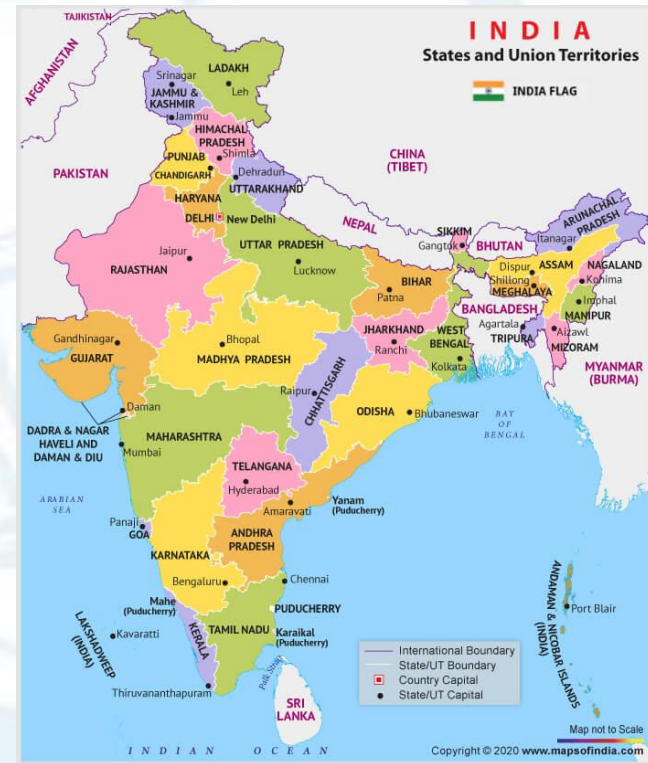 TAJIKISTAN
INDIA
States and Union Territories
INDIA FLAG
AFGHANISTAN
LADAKH
Srinagar
Leh
JAMMU &
KASHMIR
Jammu
HIMACHAL
PRADESH
Shimla
PUNJAB
CHANDIGARH
Dehradun
UTTARAKHAND
CHINA
(TIBET)
PAKISTAN
HARYANA
DELHI
New Delhi
NEPAL
SIKKIM
Gangtok
BHUTAN
ARUNACHAL
PRADESH
Itanagar
Jaipur
RAJASTHAN
UTTAR PRADESH
Lucknow
BIHAR
Patna
Dispur
ASSAM
Shillong
MEGHALAYA
NAGALAND
Kohima
Imphal
MANIPUR
BANGLADESH
Agartala
TRIPURA
Aizawl
MIZORAM
MYANMAR
(BURMA)
Gandhinagar
GUJARAT
Bhopal
MADHYA PRADESH
JHARKHAND
Ranchi
WEST
BENGAL
Kolkata
Raipur
CHHATTISGARH
ODISHA
Bhubaneswar
BAY
OF
BENGAL
Daman
DADRA & NAGAR
HAVELI AND
DAMAN & DIU
MAHARASHTRA
Mumbai
TELANGANA
Hyderabad
ARABIAN
SEA
Amaravati
Yanam
(Puducherry)
Panaji
GOA
KARNATAKA
ANDHRA
PRADESH
Bengaluru
Chennai
Mahe
(Puducherry)
PUDUCHERRY
KERALA
TAMIL NADU
Karaikal
(Puducherry)
LAKSHADWEEP
(INDIA)
Kavaratti
Thiruvananthapuram
Palk Strait
SRI
LANKA
ANDAMAN & NICOBAR ISLANDS
(INDIA)
Port Blair
International Boundary
State/UT Boundary
Country Capital
State/UT Capital
Map not to Scale
INDIAN OCEAN
Copyright © 2020 www.mapsofindia.com